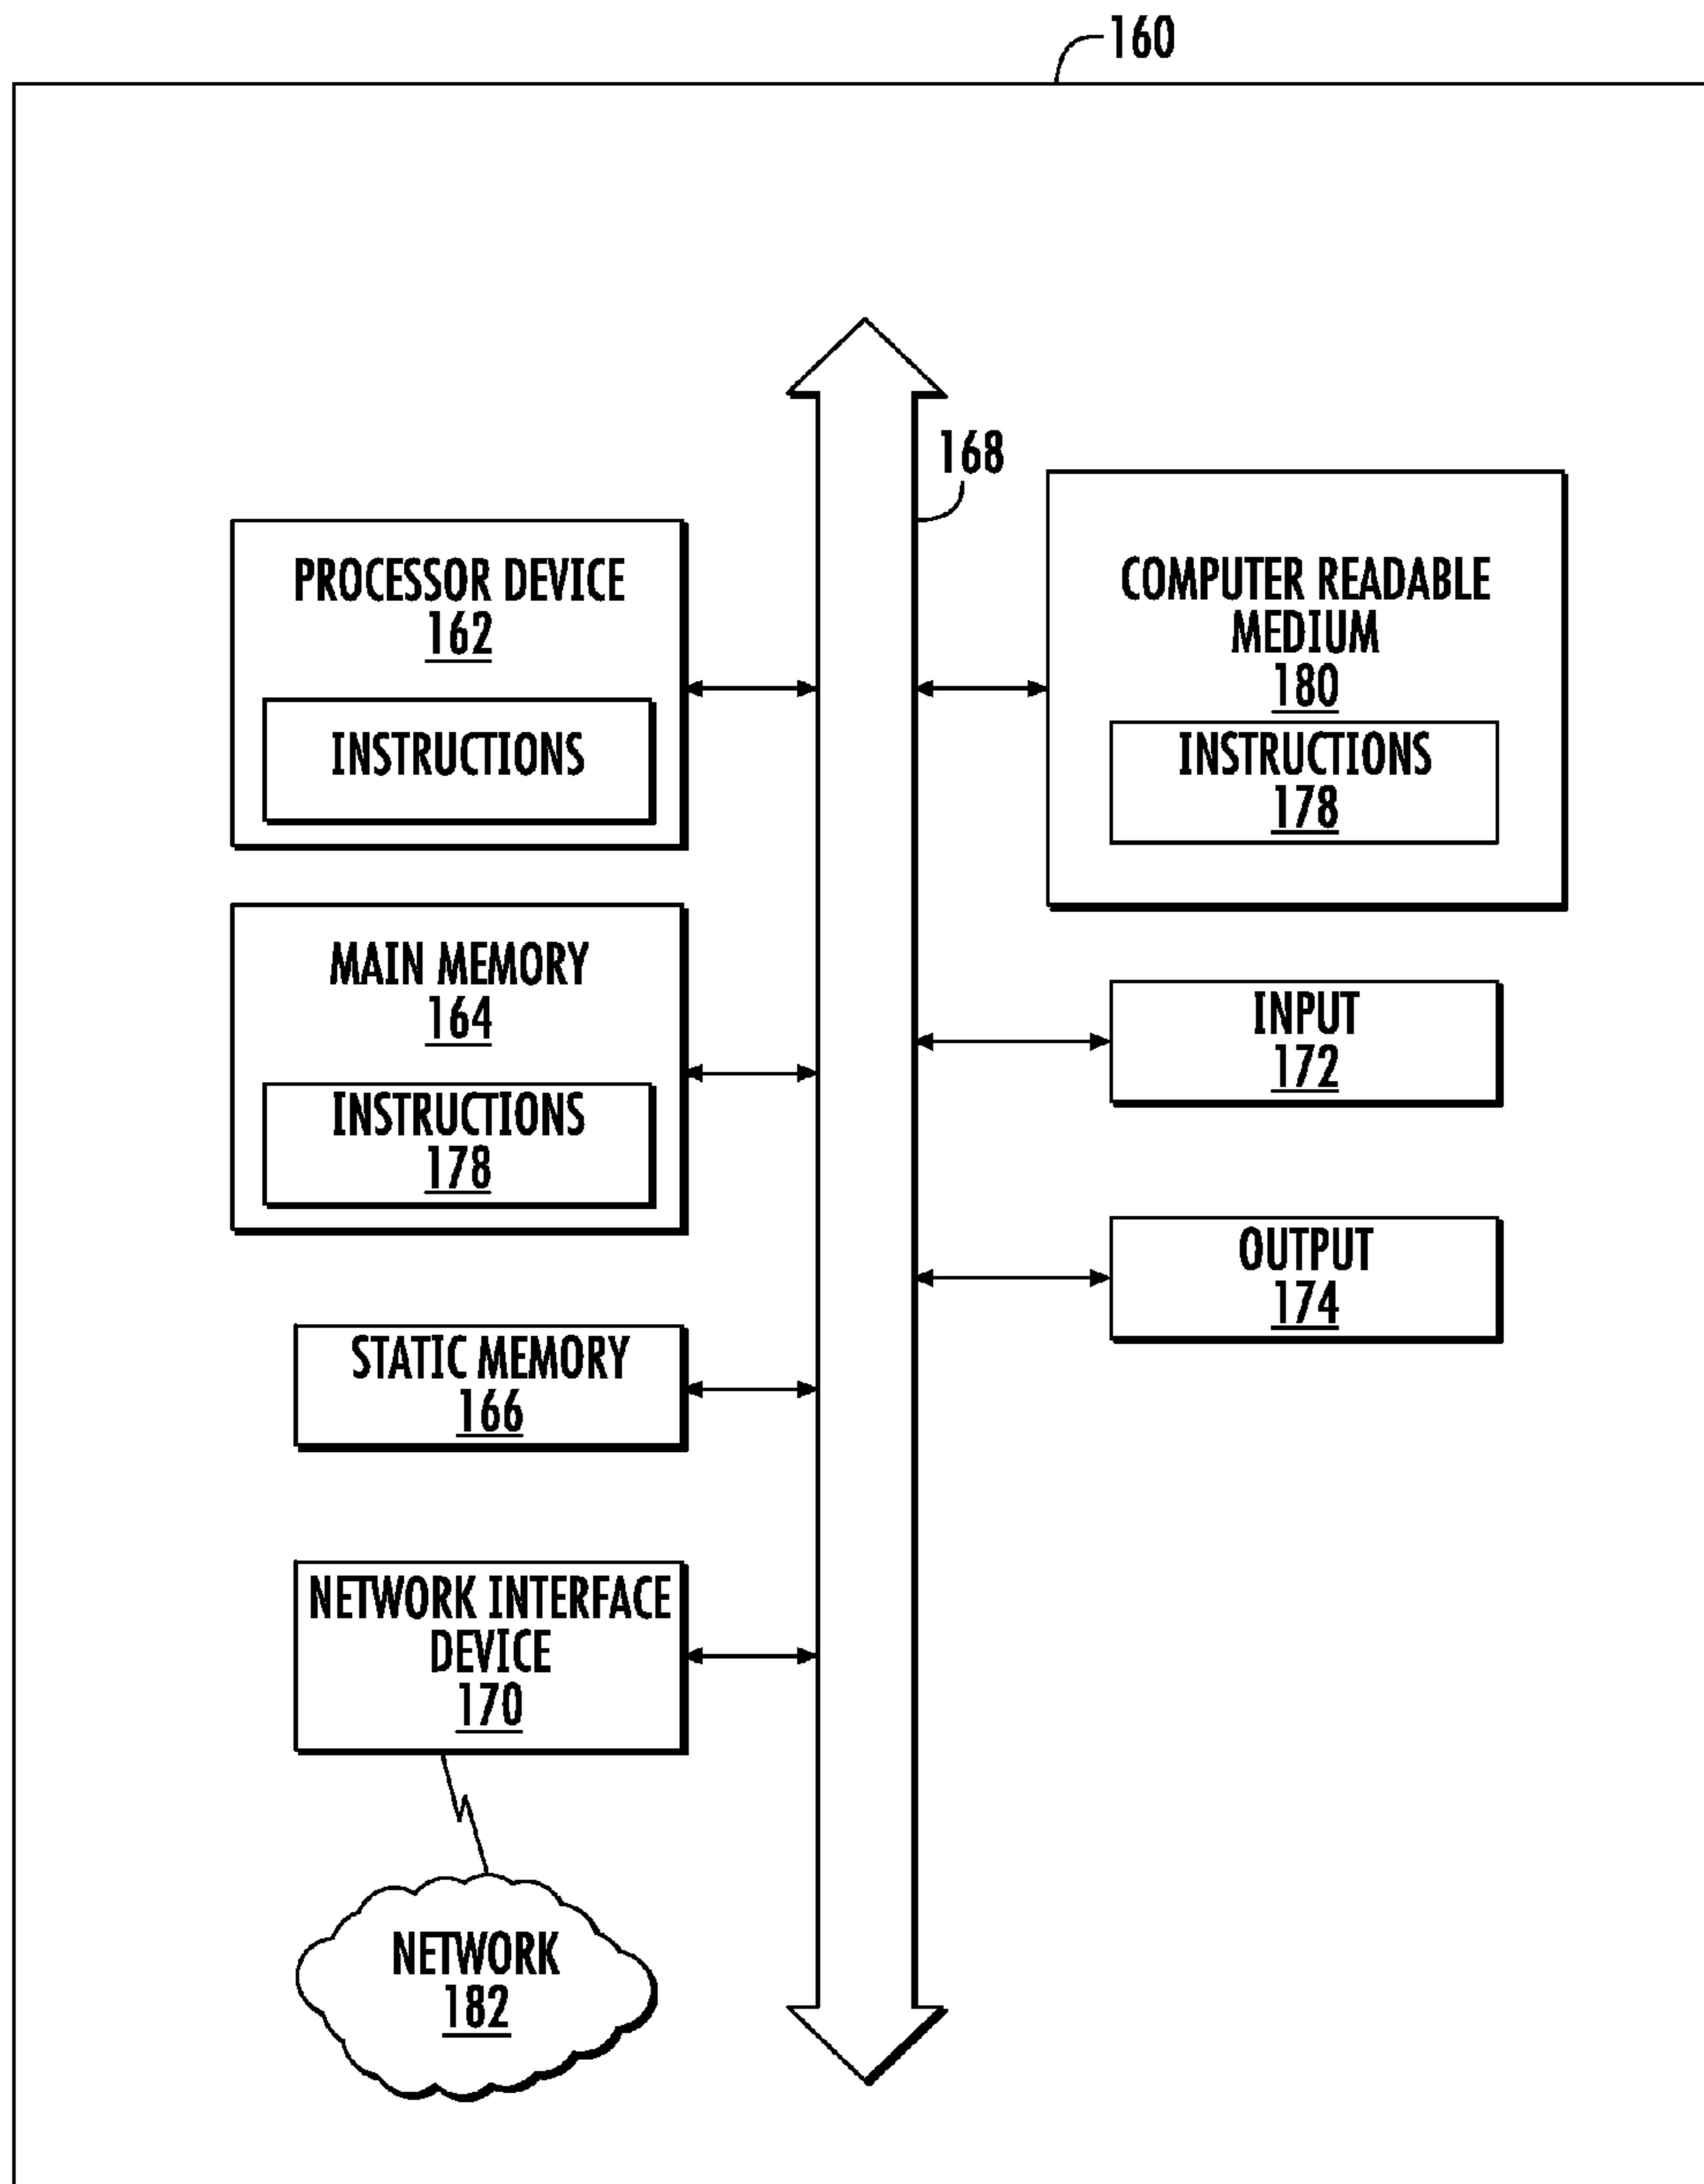 160
168
PROCESSOR DEVICE
162
INSTRUCTIONS
COMPUTER READABLE
MEDIUM
180
INSTRUCTIONS
178
MAIN MEMORY
164
INSTRUCTIONS
178
INPUT
172
OUTPUT
174
STATIC MEMORY
166
NETWORK INTERFACE
DEVICE
170
NETWORK
182